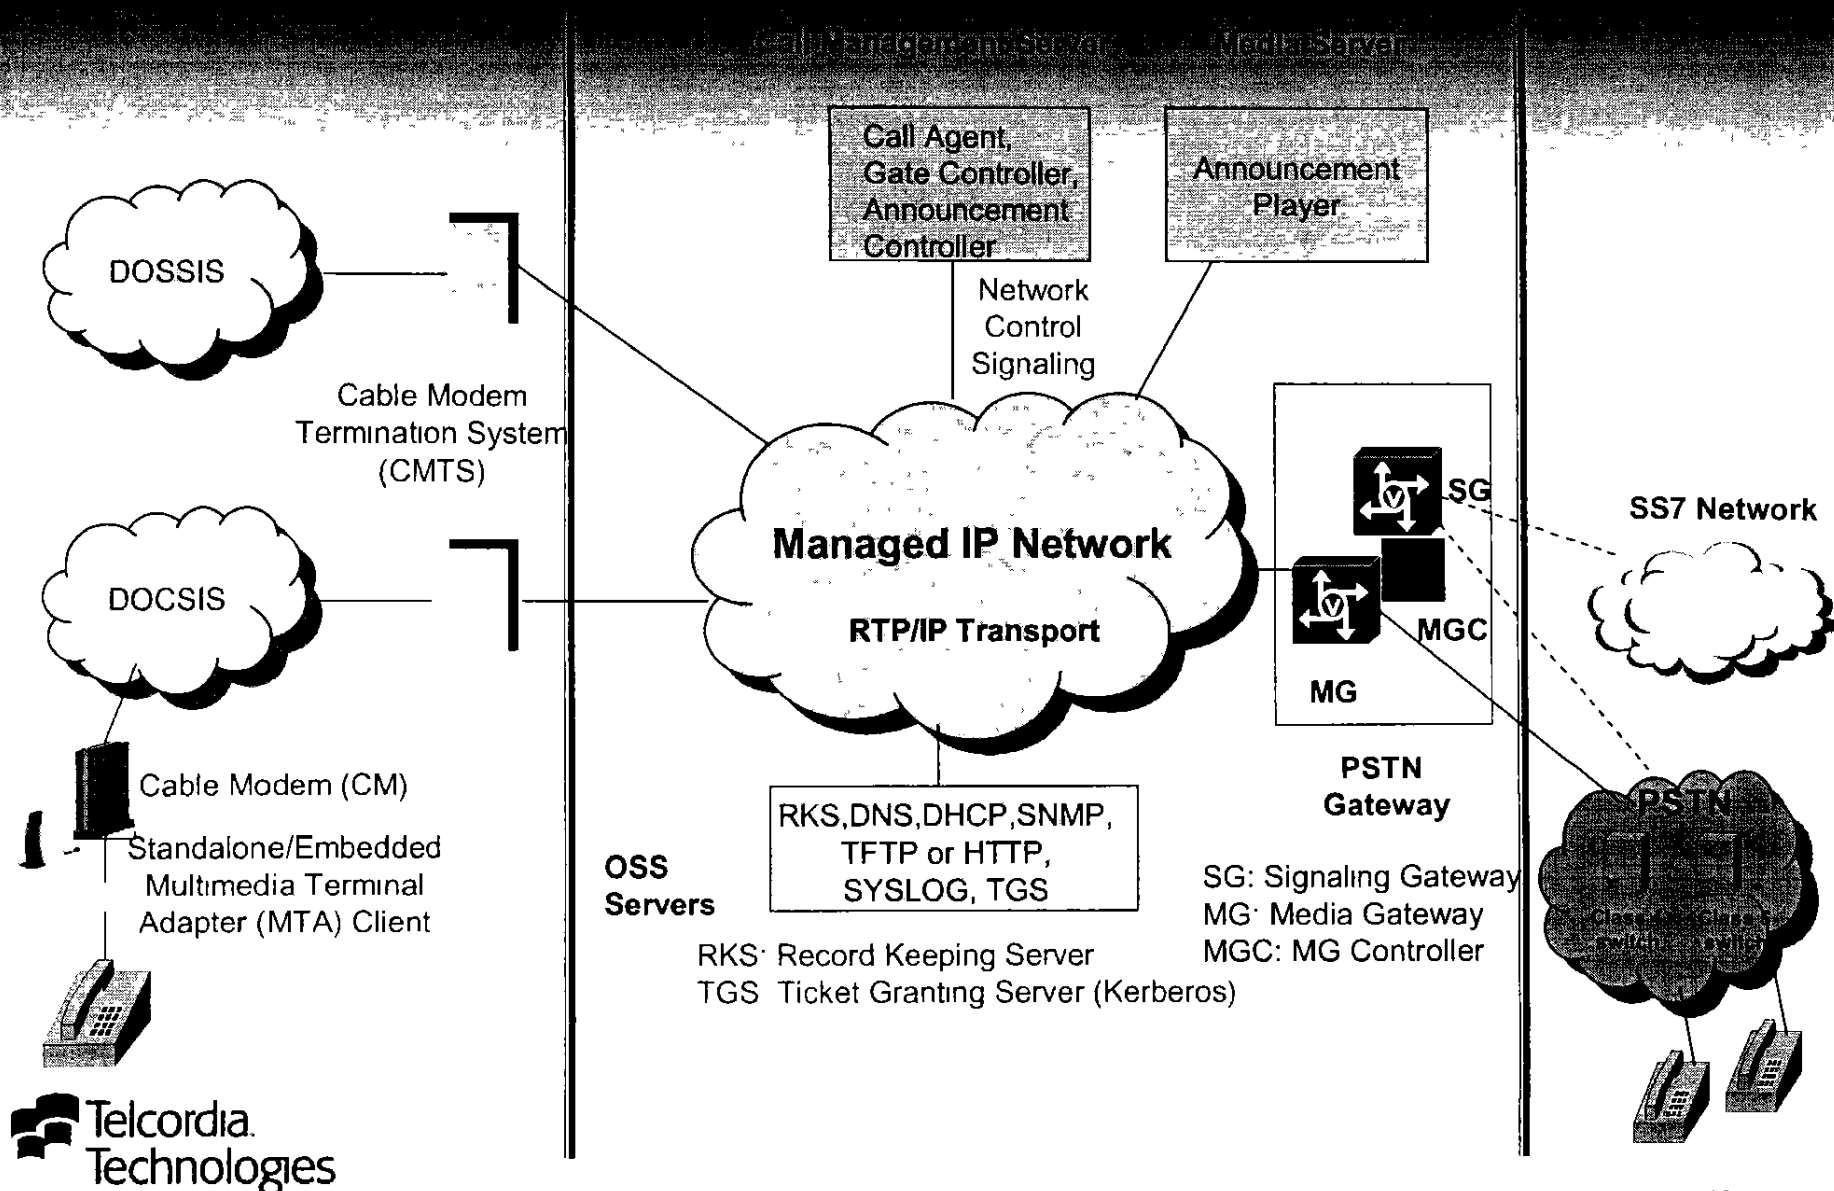 Call Management Server
Media Server
Call Agent,
Gate Controller,
Announcement
Controller
Announcement
Player
DOSSIS
Network
Control
Signaling
Cable Modem
Termination System
(CMTS)
SG
SS7 Network
Managed IP Network
DOCSIS
RTP/IP Transport
MGC
MG
PSTN
Gateway
Cable Modem (CM)
Standalone/Embedded
Multimedia Terminal
Adapter (MTA) Client
OSS
Servers
RKS,DNS,DHCP,SNMP,
TFTP or HTTP,
SYSLOG, TGS
RKS: Record Keeping Server
TGS Ticket Granting Server (Kerberos)
SG: Signaling Gateway
MG: Media Gateway
MGC: MG Controller
PSTN
Class Class
switch switch
Telcordia
Technologies